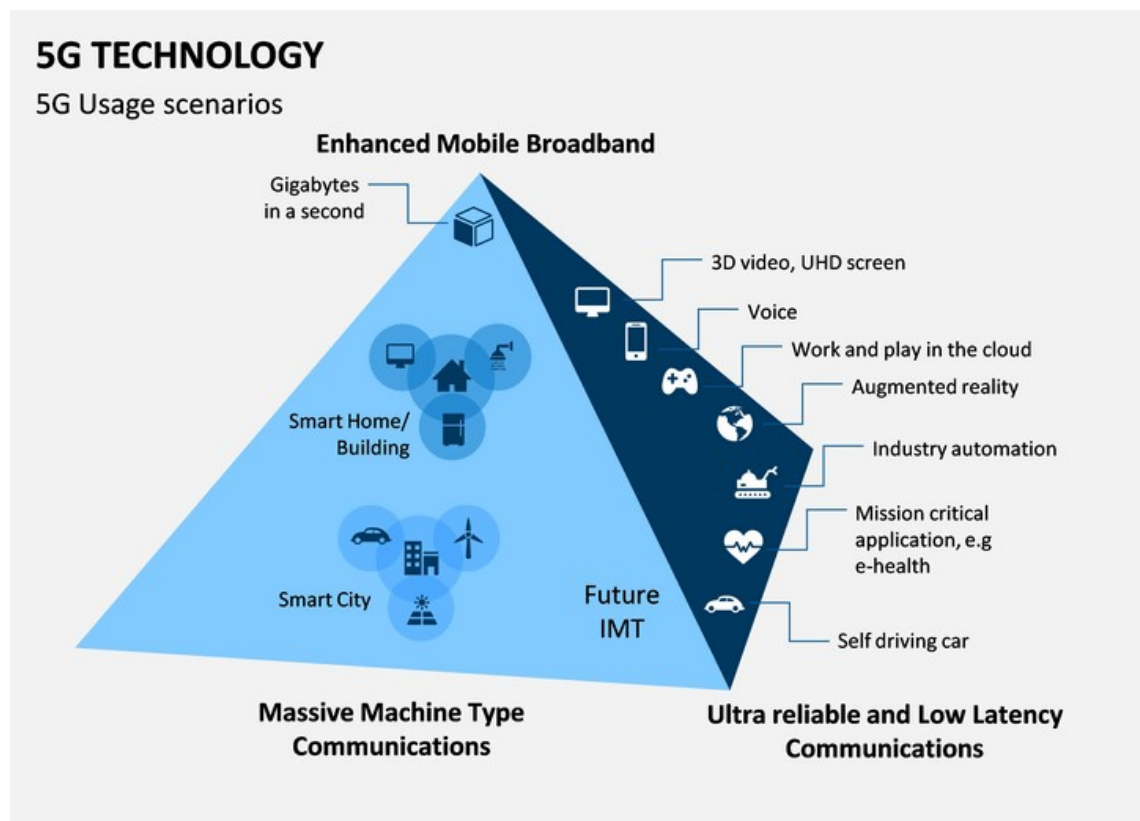 5G TECHNOLOGY
5G Usage scenarios
Enhanced Mobile Broadband
Gigabytes
in a second
3D video, UHD screen
Voice
Work and play in the cloud
Augmented reality
Smart Home/
Building
Industry automation
Mission critical
application, e.g
e-health
Smart City
Future
IMT
Self driving car
Massive Machine Type
Communications
Ultra reliable and Low Latency
Communications